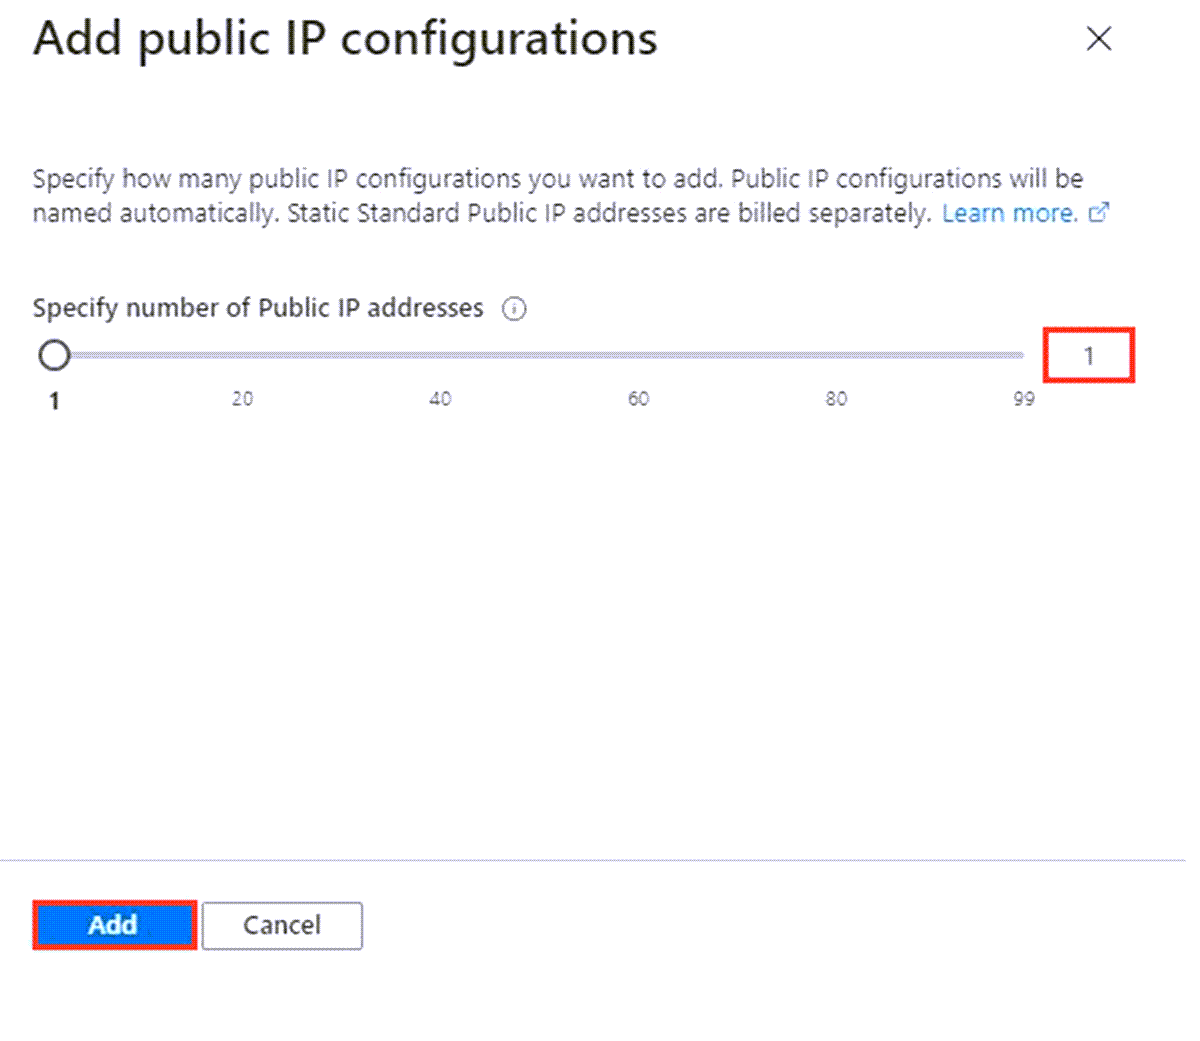 Add public IP configurations
Specify how many public IP configurations you want to add. Public IP configurations will be
named automatically. Static Standard Public IP addresses are billed separately. Learn more.
Specify number of Public IP addresses
1
1 20 40 60 80 99
Add Cancel